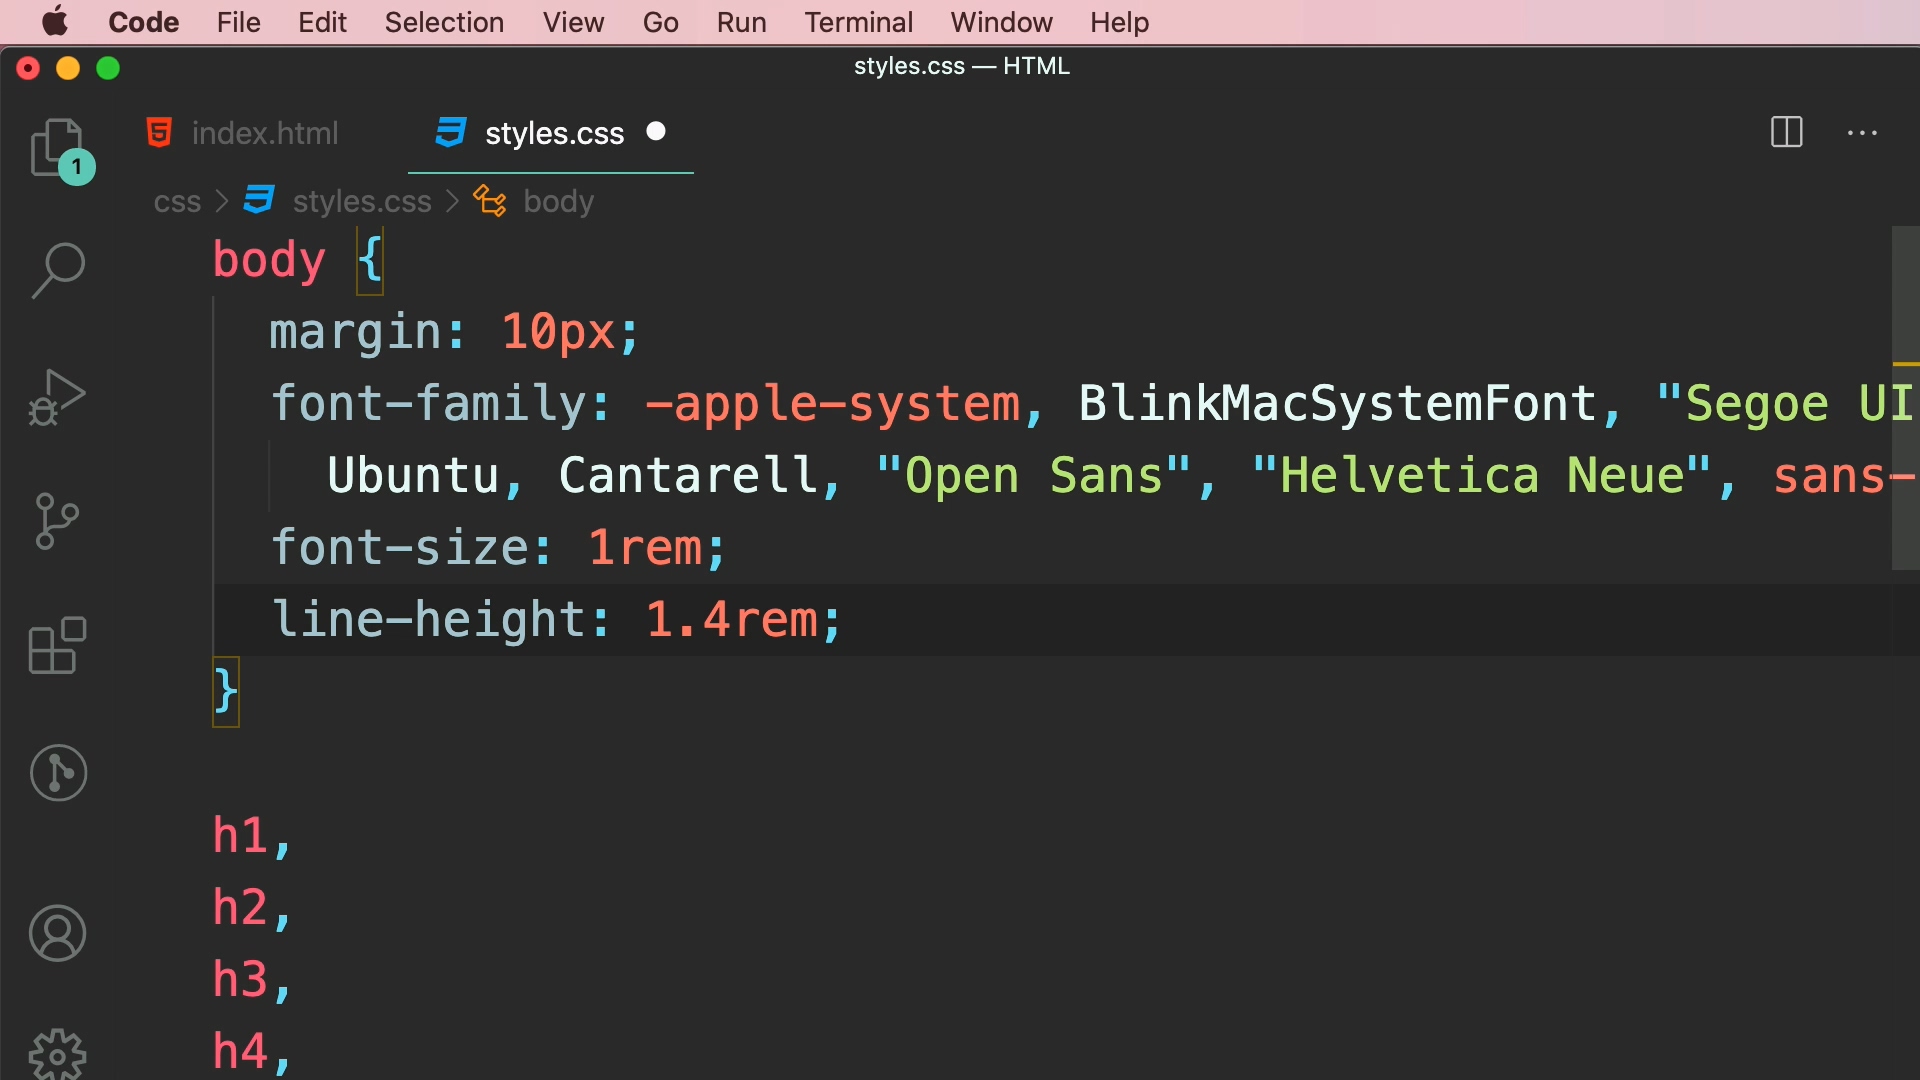 Code File Edit Selection View Go Run Terminal Window Help
styles.css — HTML
1
index.html styles.css
css > styles.css > body
body {
margin: 10px;
font-family: -apple-system, BlinkMacSystemFont, "Segoe UI
Ubuntu, Cantarell, "Open Sans", "Helvetica Neue", sans-
font-size: 1rem;
line-height: 1.4rem;
}
h1,
h2,
h3,
h4,